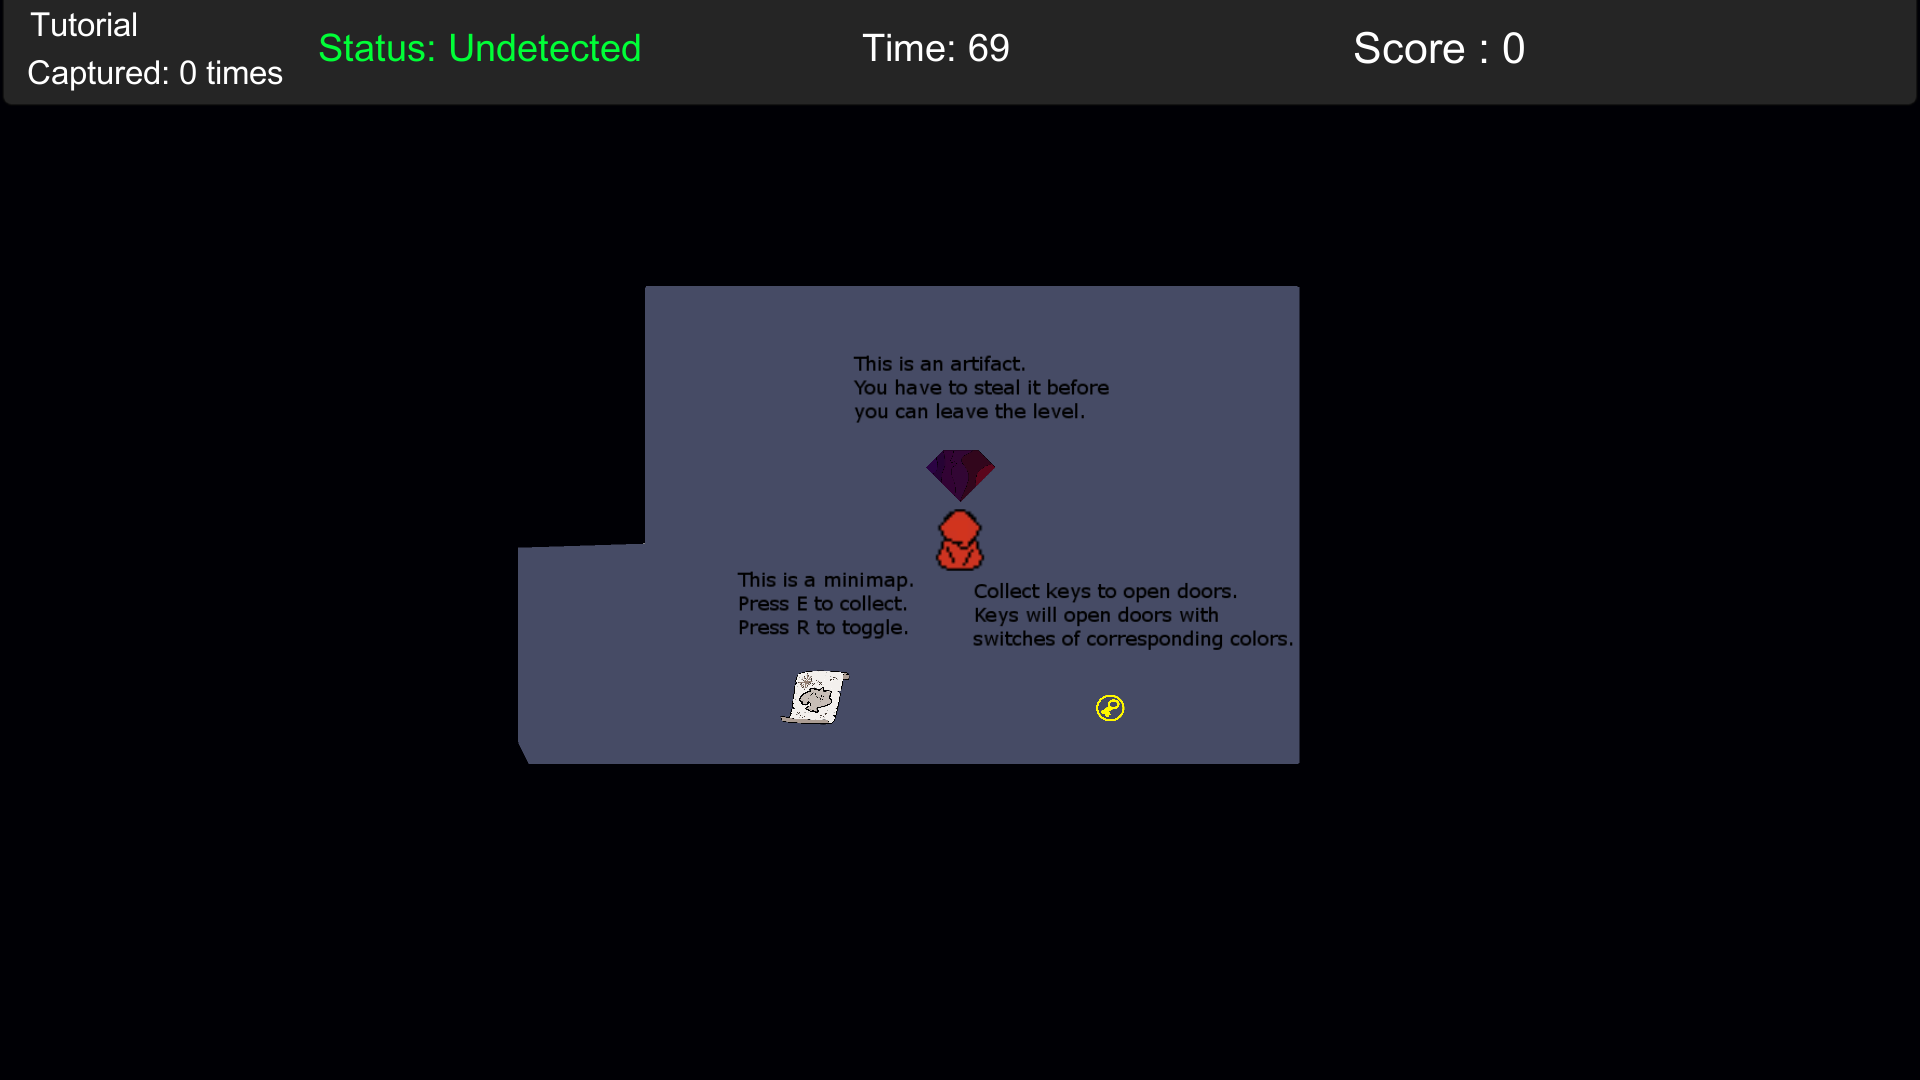 Tutorial
Captured: 0 times
Status: Undetected
Time: 69
Score : 0
This is an artifact.
You have to steal it before
you can leave the level.
This is a minimap.
Press E to collect.
Press R to toggle.
Collect keys to open doors.
Keys will open doors with
switches of corresponding colors.